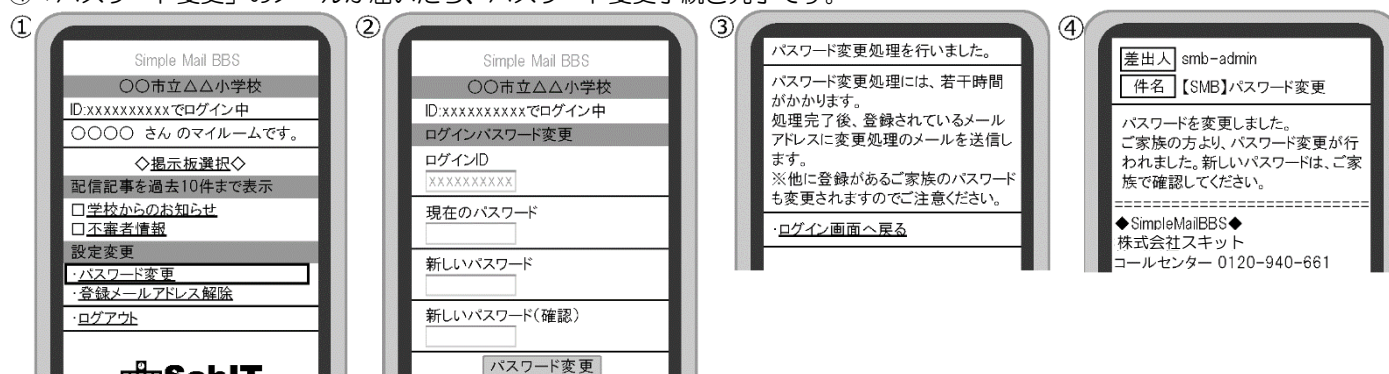 ④「パスワード変更」のメールが届いたら、パスワード変更手続き完了です。
①
Simple Mail BBS
〇〇市立△△小学校
ID:xxxxxxxxxxでログイン中
〇〇〇〇 さん のマイルームです。
◇掲示板選択◇
配信記事を過去10件まで表示
□学校からのお知らせ
□不審者情報
設定変更
・パスワード変更
・登録メールアドレス解除
・ログアウト
SchIT
②
Simple Mail BBS
〇〇市立△△小学校
ID:xxxxxxxxxxxでログイン中
ログインパスワード変更
ログインID
xxxxxxxxxx
現在のパスワード
新しいパスワード
新しいパスワード(確認)
パスワード変更
③
パスワード変更処理を行いました。
パスワード変更処理には、若干時間
がかかります。
処理完了後、登録されているメール
アドレスに変更処理のメールを送信し
ます。
※他に登録があるご家族のパスワード
も変更されますのでご注意ください。
・ログイン画面へ戻る
④
差出人 smb-admin
件名 【SMB】パスワード変更
パスワードを変更しました。
ご家族の方より、パスワード変更が行
われました。新しいパスワードは、ご家
族で確認してください。
============================
◆SimpleMailBBS◆
株式会社スキット
コールセンター 0120-940-661